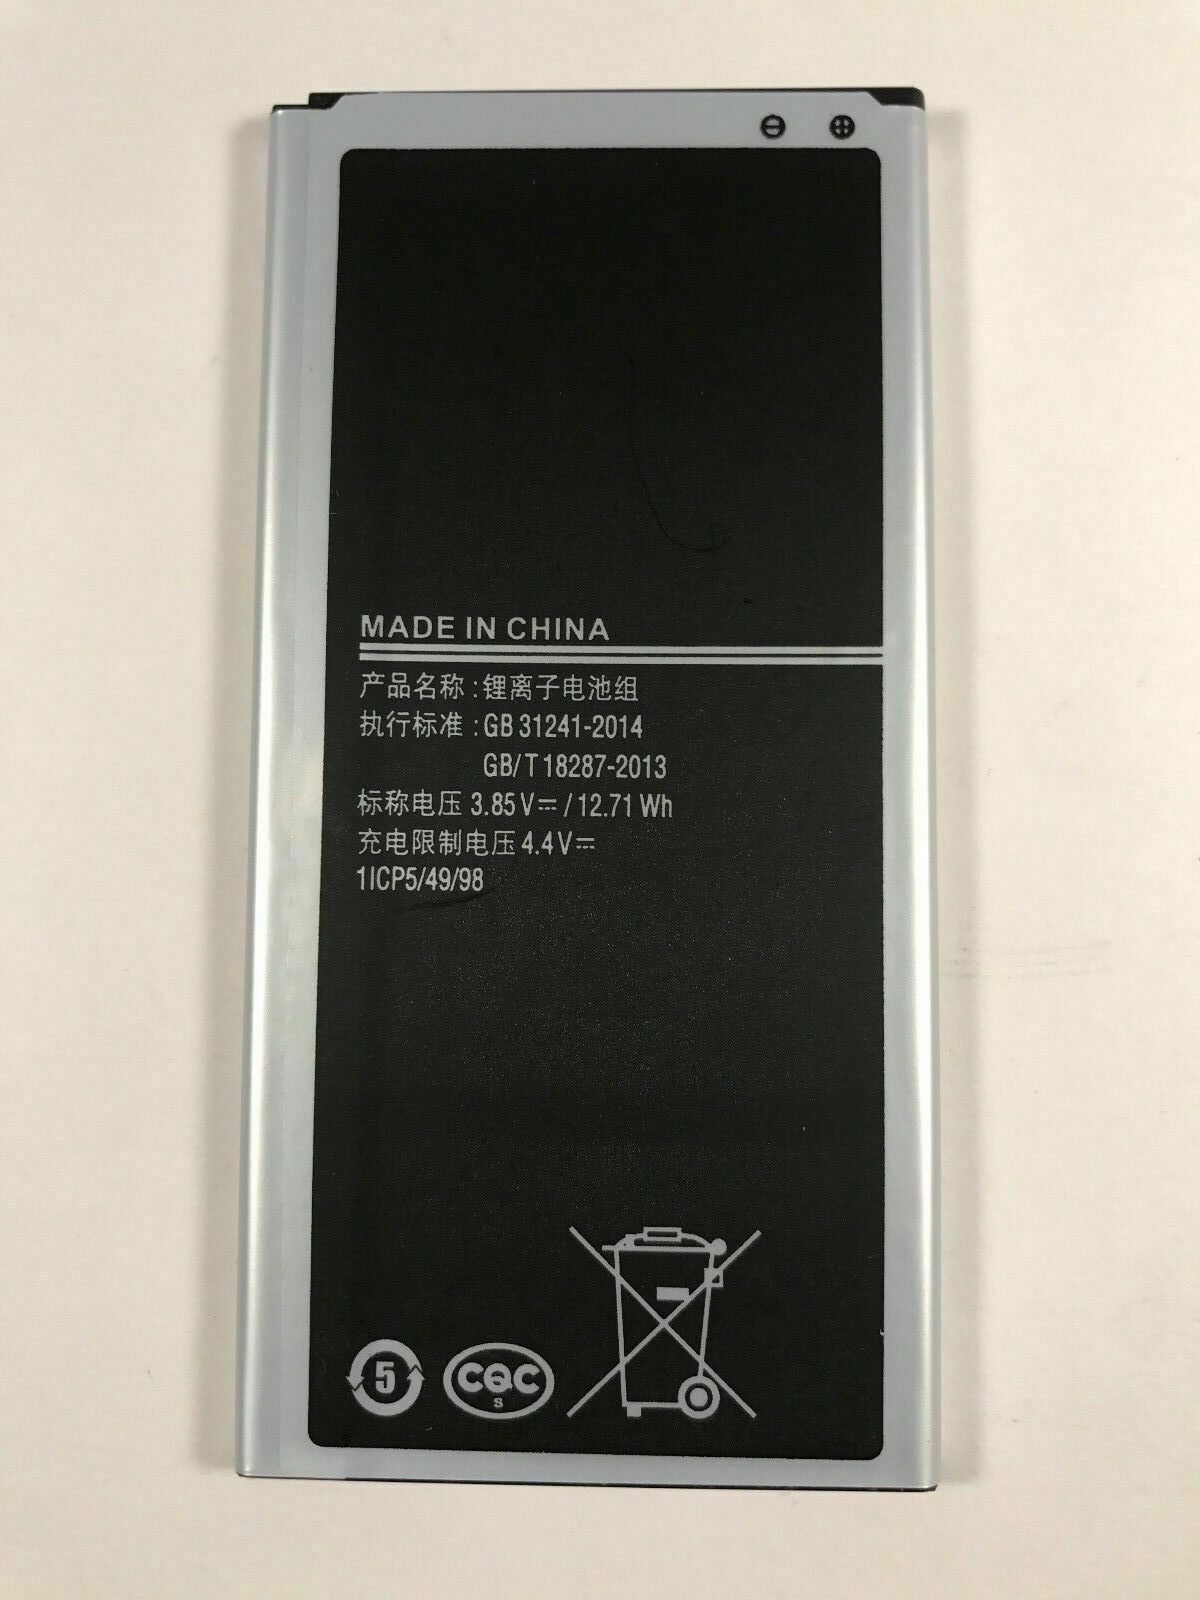 ⊖ ⊕
MADE IN CHINA
产品名称:锂离子电池组
执行标准:GB 31241-2014
GB/T 18287-2013
标称电压 3.85V⎓/12.71 Wh
充电限制电压 4.4V⎓
1ICP5/49/98
5
CQC
S